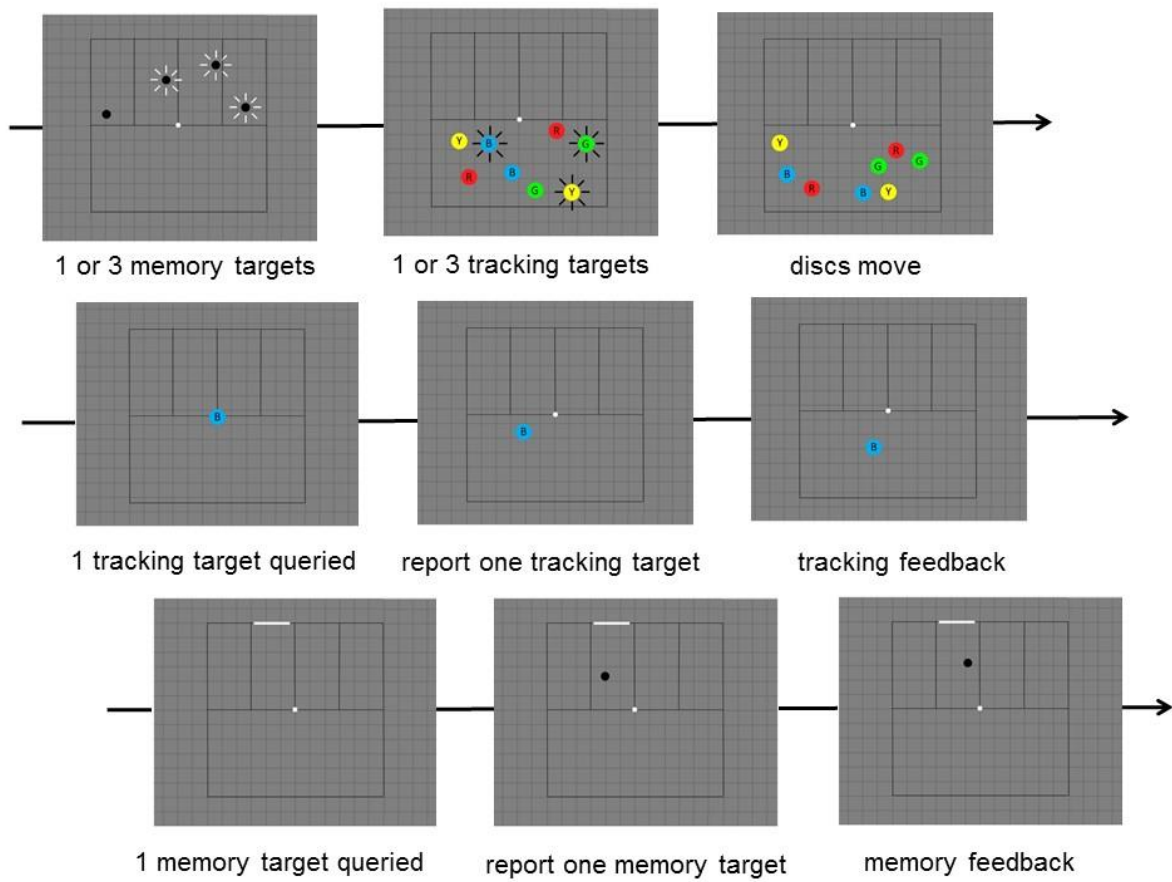 Y B R G
R B G Y
Y B R G G
R B Y
1 or 3 memory targets 1 or 3 tracking targets discs move
B B B
1 tracking target queried report one tracking target tracking feedback
1 memory target queried report one memory target memory feedback